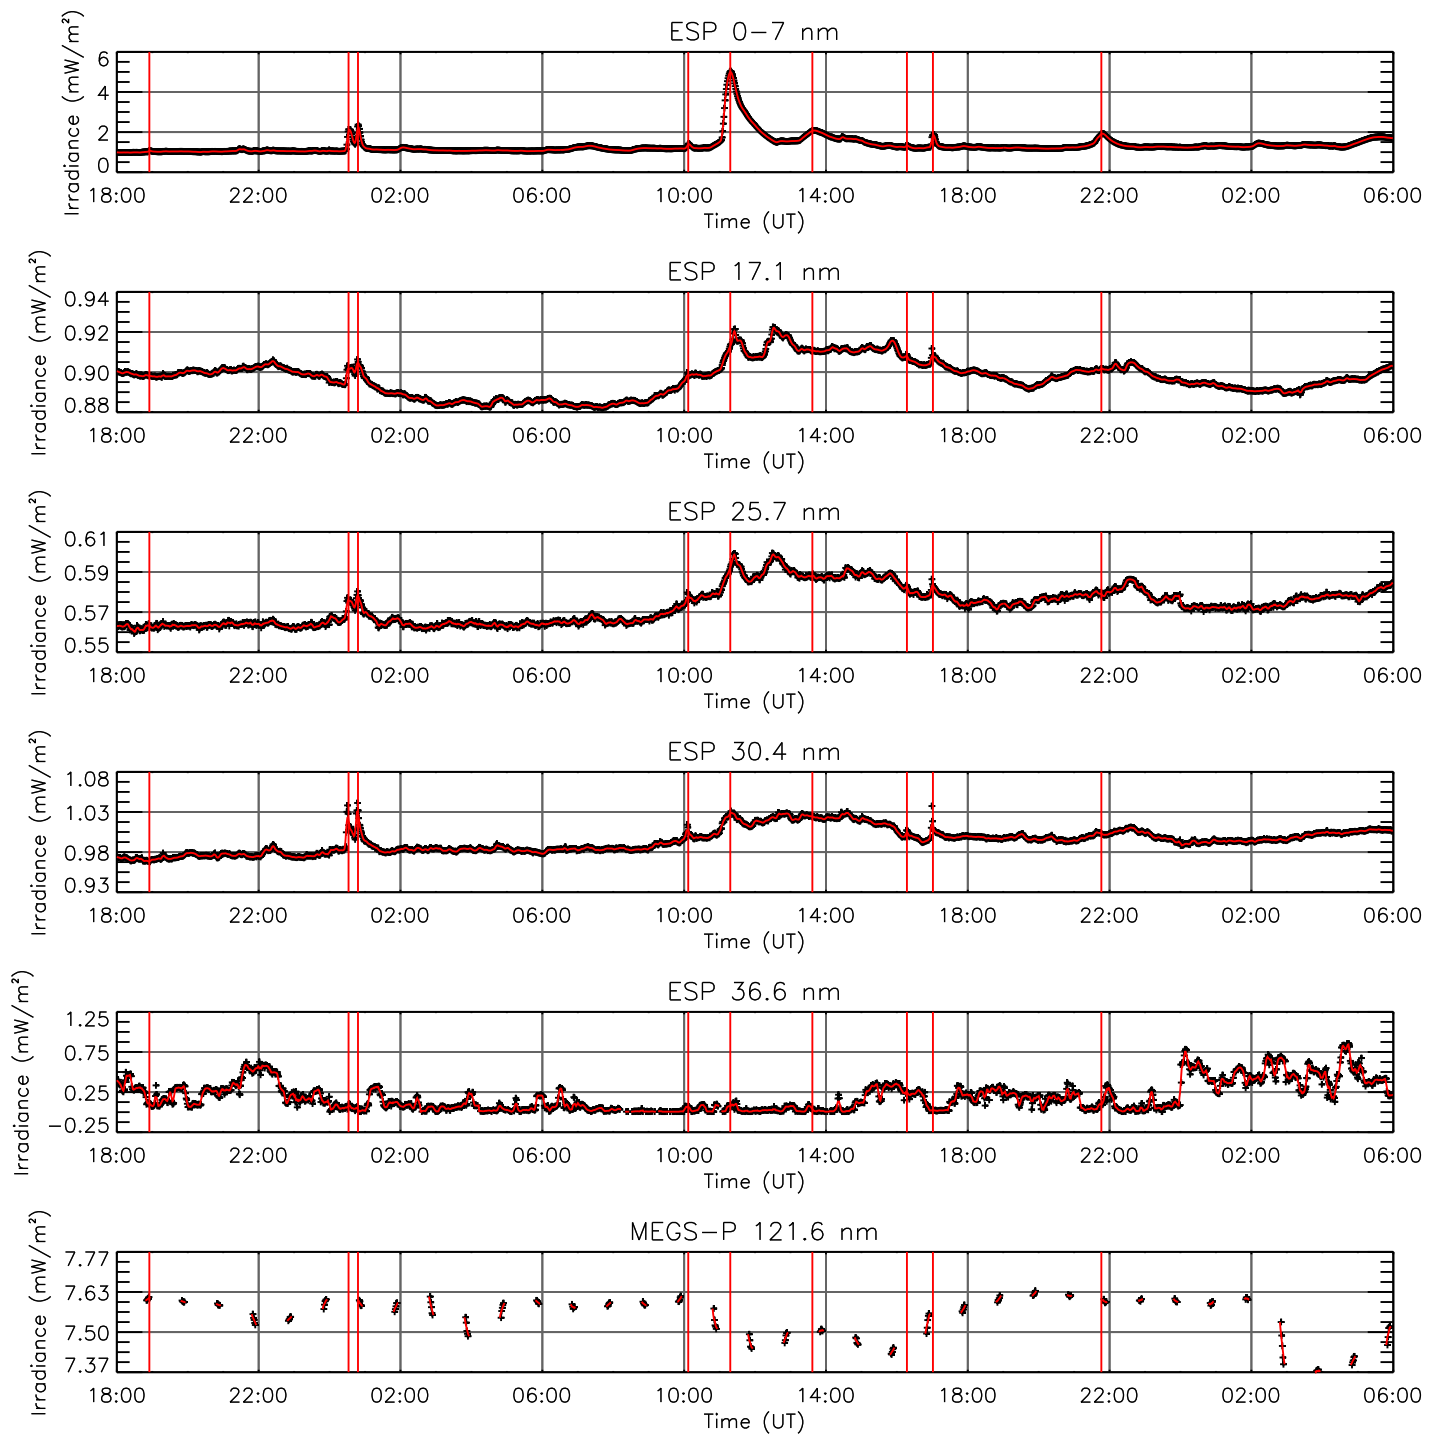 ESP 0-7 nm
Irradiance (mW/m²)
6
4
2
0
18:00 22:00 02:00 06:00 10:00 14:00 18:00 22:00 02:00 06:00
Time (UT)
ESP 17.1 nm
Irradiance (mW/m²)
0.94
0.92
0.90
0.88
18:00 22:00 02:00 06:00 10:00 14:00 18:00 22:00 02:00 06:00
Time (UT)
ESP 25.7 nm
Irradiance (mW/m²)
0.61
0.59
0.57
0.55
18:00 22:00 02:00 06:00 10:00 14:00 18:00 22:00 02:00 06:00
Time (UT)
ESP 30.4 nm
Irradiance (mW/m²)
1.08
1.03
0.98
0.93
18:00 22:00 02:00 06:00 10:00 14:00 18:00 22:00 02:00 06:00
Time (UT)
ESP 36.6 nm
Irradiance (mW/m²)
1.25
0.75
0.25
-0.25
18:00 22:00 02:00 06:00 10:00 14:00 18:00 22:00 02:00 06:00
Time (UT)
MEGS-P 121.6 nm
Irradiance (mW/m²)
7.77
7.63
7.50
7.37
18:00 22:00 02:00 06:00 10:00 14:00 18:00 22:00 02:00 06:00
Time (UT)